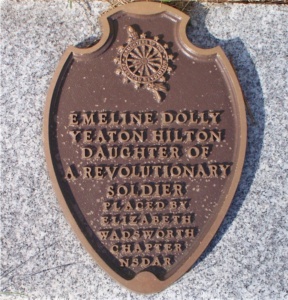 EMELINE DOLLY
YEATON HILTON
DAUGHTER OF
A REVOLUTIONARY
SOLDIER
PLACED BY
ELIZABETH
WADSWORTH
CHAPTER
NSDAR